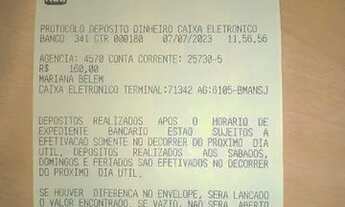 PROTOCOLO DEPOSITO DINHEIRO CAIXA ELETRONICO
BANCO 341 CTR 000180 07/07/2023 11,56,56
AGENCIA: 4570 CONTA CORRENTE: 25730-5
R$ 160,00
MARIANA BELEM
CAIXA ELETRONICO TERMINAL:71342 AG:6105-BMANSJ
DEPOSITOS REALIZADOS APOS O HORARIO DE
EXPEDIENTE BANCARIO ESTAO SUJEITOS A
EFETIVACAO SOMENTE NO DECORRER DO PROXIMO DIA
UTIL. DEPOSITOS REALIZADOS AOS SABADOS,
DOMINGOS E FERIADOS SAO EFETIVADOS NO DECORRER
DO PROXIMO DIA UTIL.
SE HOUVER DIFERENCA NO ENVELOPE, SERA LANCADO
O VALOR ENCONTRADO. SE VAZIO, NAO SERA ABERTO